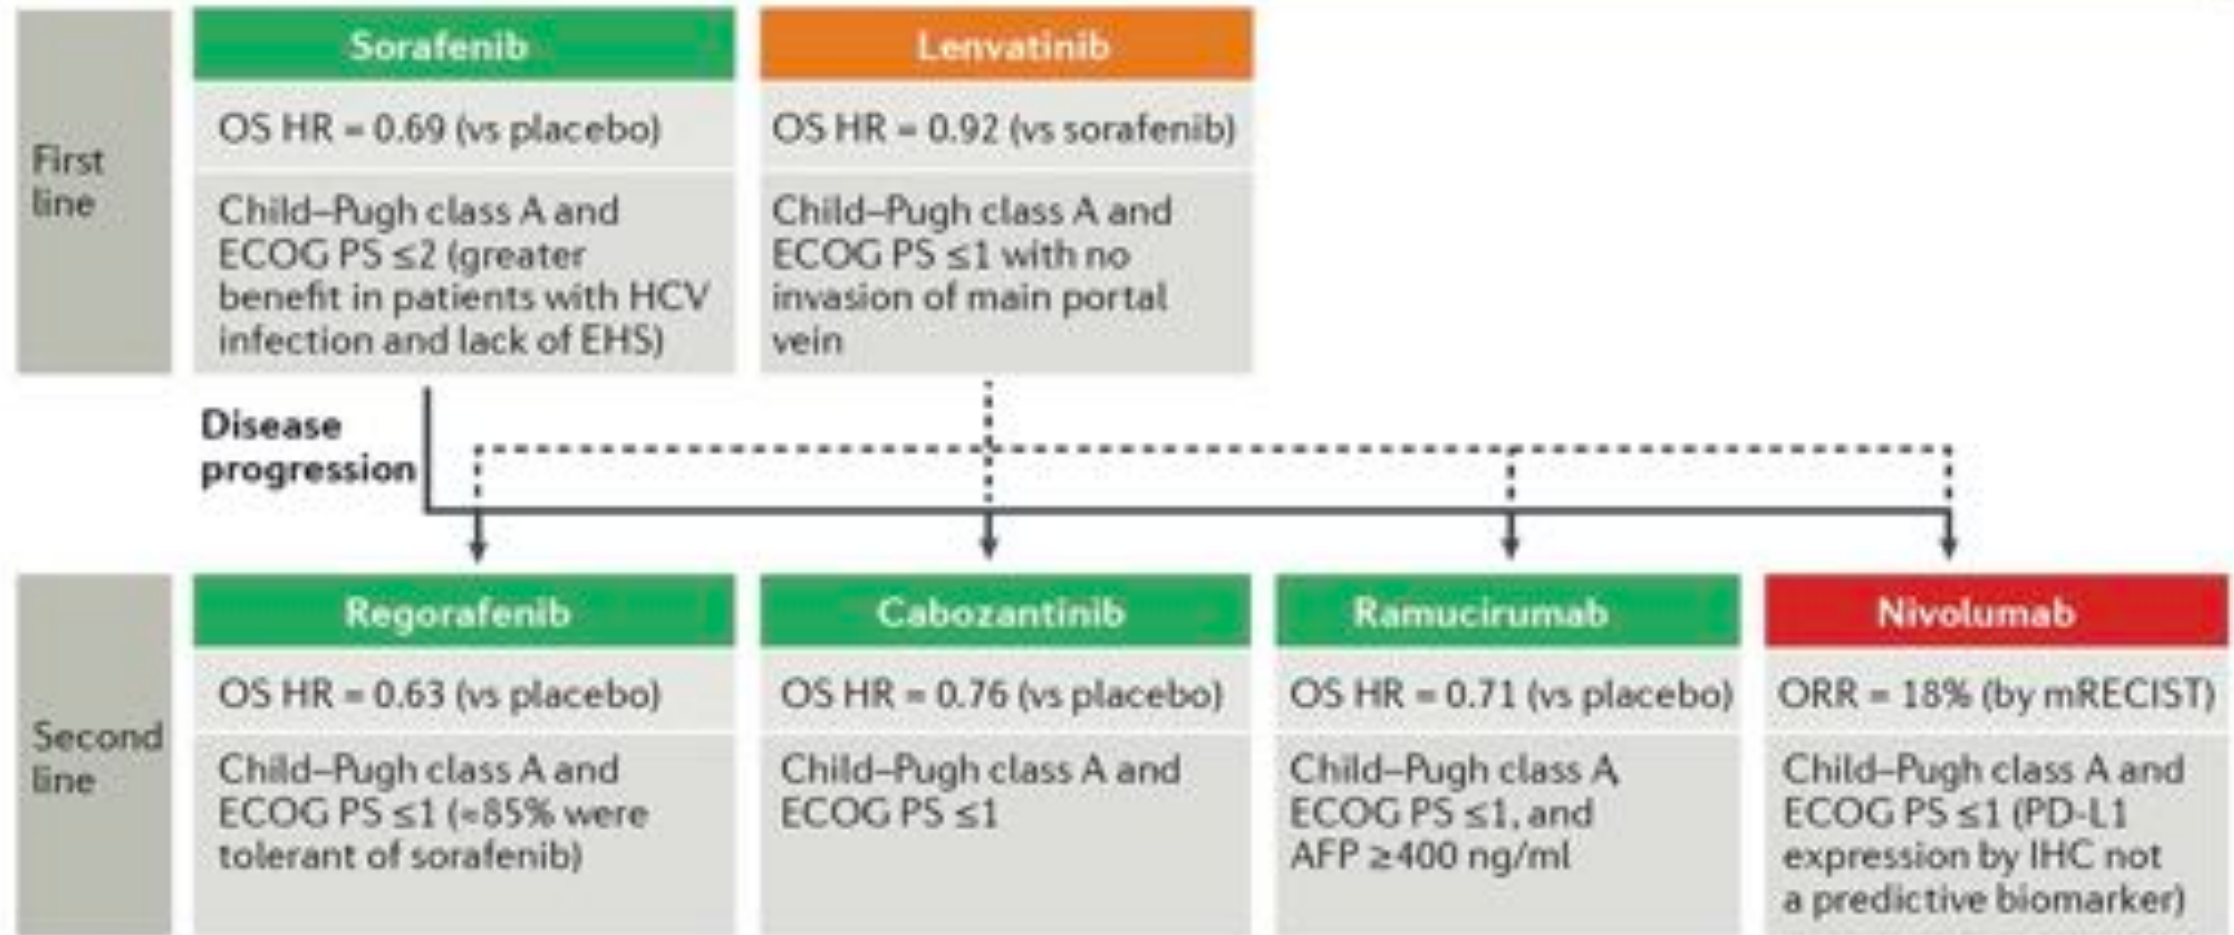 First
line
Sorafenib
OS HR = 0.69 (vs placebo)
Child–Pugh class A and
ECOG PS ≤2 (greater
benefit in patients with HCV
infection and lack of EHS)
Lenvatinib
OS HR = 0.92 (vs sorafenib)
Child–Pugh class A and
ECOG PS ≤1 with no
invasion of main portal
vein
Disease
progression
Second
line
Regorafenib
OS HR = 0.63 (vs placebo)
Child–Pugh class A and
ECOG PS ≤1 (≈85% were
tolerant of sorafenib)
Cabozantinib
OS HR = 0.76 (vs placebo)
Child–Pugh class A and
ECOG PS ≤1
Ramucirumab
OS HR = 0.71 (vs placebo)
Child–Pugh class A,
ECOG PS ≤1, and
AFP ≥400 ng/ml
Nivolumab
ORR = 18% (by mRECIST)
Child–Pugh class A and
ECOG PS ≤1 (PD-L1
expression by IHC not
a predictive biomarker)